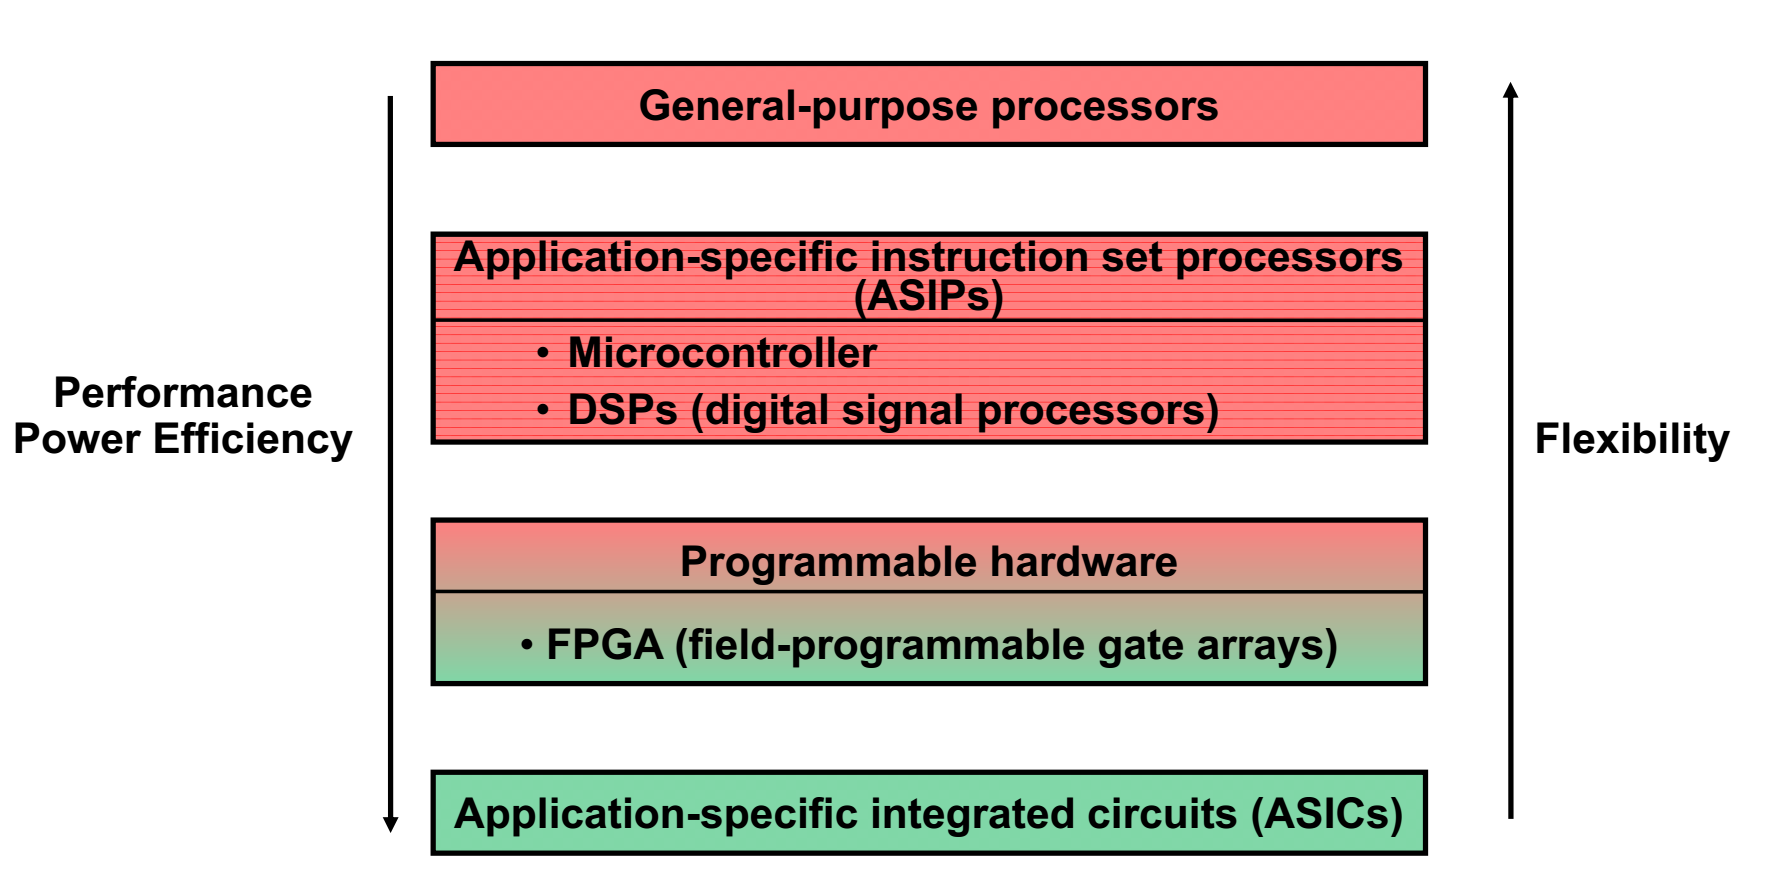 General-purpose processors
Application-specific instruction set processors
(ASIPs)
• Microcontroller
• DSPs (digital signal processors)
Performance
Power Efficiency
Flexibility
Programmable hardware
• FPGA (field-programmable gate arrays)
Application-specific integrated circuits (ASICs)